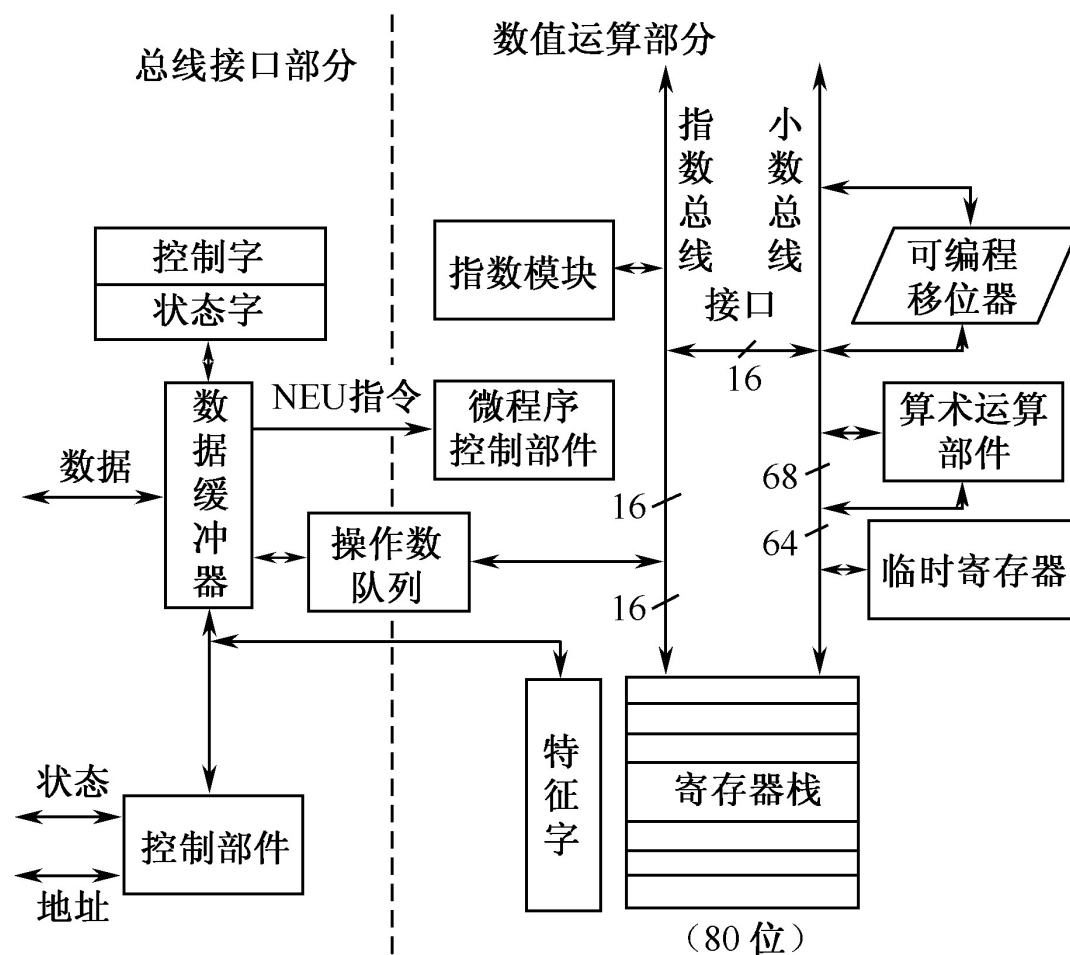 总线接口部分
数值运算部分
指数总线
小数总线
控制字
状态字
指数模块
可编程
移位器
接口
16
数据缓冲器
NEU指令
微程序
控制部件
算术运算
部件
数据
68
16
64
操作数
队列
临时寄存器
16
特征字
寄存器栈
状态
控制部件
地址
（80 位）